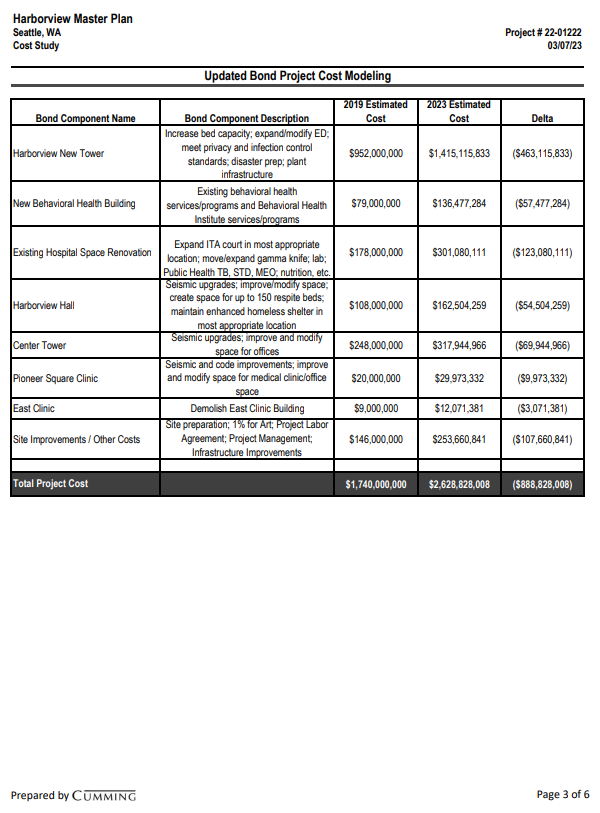 Harborview Master Plan
Seattle, WA
Project # 22-01222
Cost Study
03/07/23
Updated Bond Project Cost Modeling
Bond Component Name
Bond Component Description
2019 Estimated
Cost
2023 Estimated
Cost
Delta
Harborview New Tower
Increase bed capacity; expand/modify ED;
meet privacy and infection control
standards; disaster prep; plant
infrastructure
$952,000,000
$1,415,115,833
($463,115,833)
New Behavioral Health Building
Existing behavioral health
services/programs and Behavioral Health
Institute services/programs
$79,000,000
$136,477,284
($57,477,284)
Existing Hospital Space Renovation
Expand ITA court in most appropriate
location; move/expand gamma knife; lab;
Public Health TB, STD, MEO; nutrition, etc.
$178,000,000
$301,080,111
($123,080,111)
Harborview Hall
Seismic upgrades; improve/modify space;
create space for up to 150 respite beds;
maintain enhanced homeless shelter in
most appropriate location
$108,000,000
$162,504,259
($54,504,259)
Center Tower
Seismic upgrades; improve and modify
space for offices
$248,000,000
$317,944,966
($69,944,966)
Pioneer Square Clinic
Seismic and code improvements; improve
and modify space for medical clinic/office
space
$20,000,000
$29,973,332
($9,973,332)
East Clinic
Demolish East Clinic Building
$9,000,000
$12,071,381
($3,071,381)
Site Improvements / Other Costs
Site preparation; 1% for Art; Project Labor
Agreement; Project Management;
Infrastructure Improvements
$146,000,000
$253,660,841
($107,660,841)
Total Project Cost
$1,740,000,000
$2,628,828,008
($888,828,008)
Prepared by CUMMING
Page 3 of 6